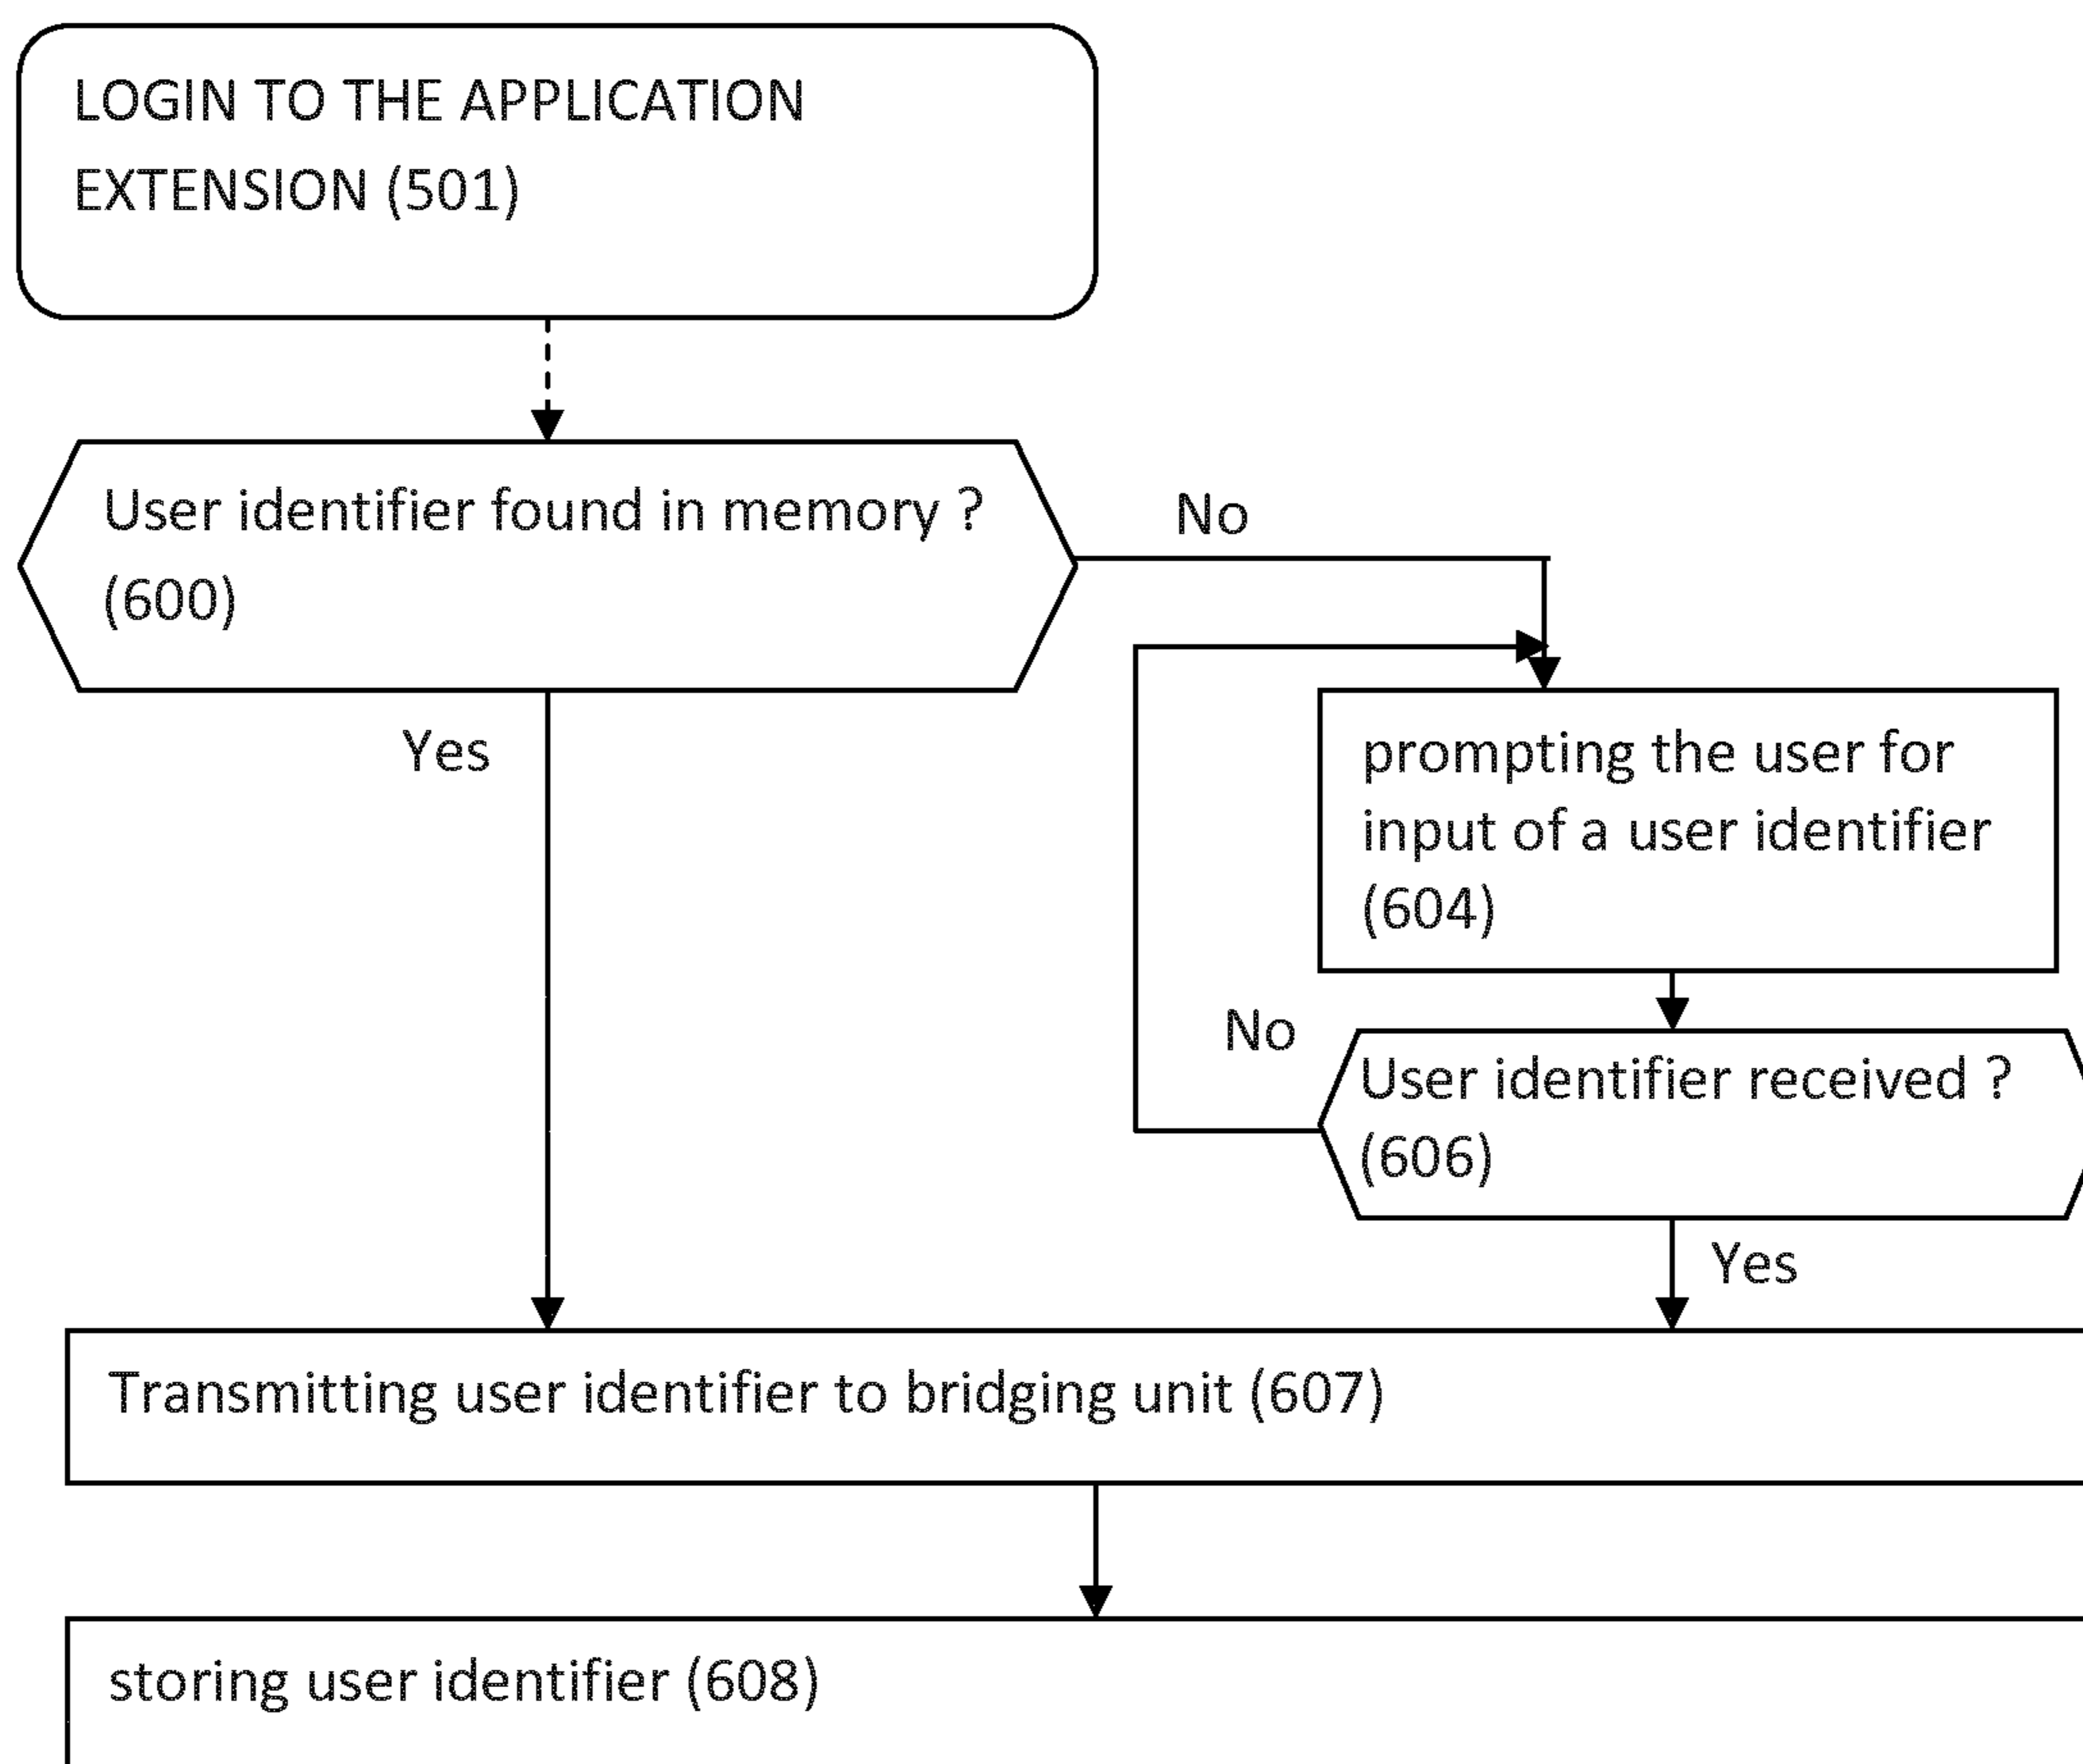 LOGIN TO THE APPLICATION
EXTENSION (501)
User identifier found in memory ?
(600)
No
Yes
prompting the user for
input of a user identifier
(604)
No
User identifier received ?
(606)
Yes
Transmitting user identifier to bridging unit (607)
storing user identifier (608)